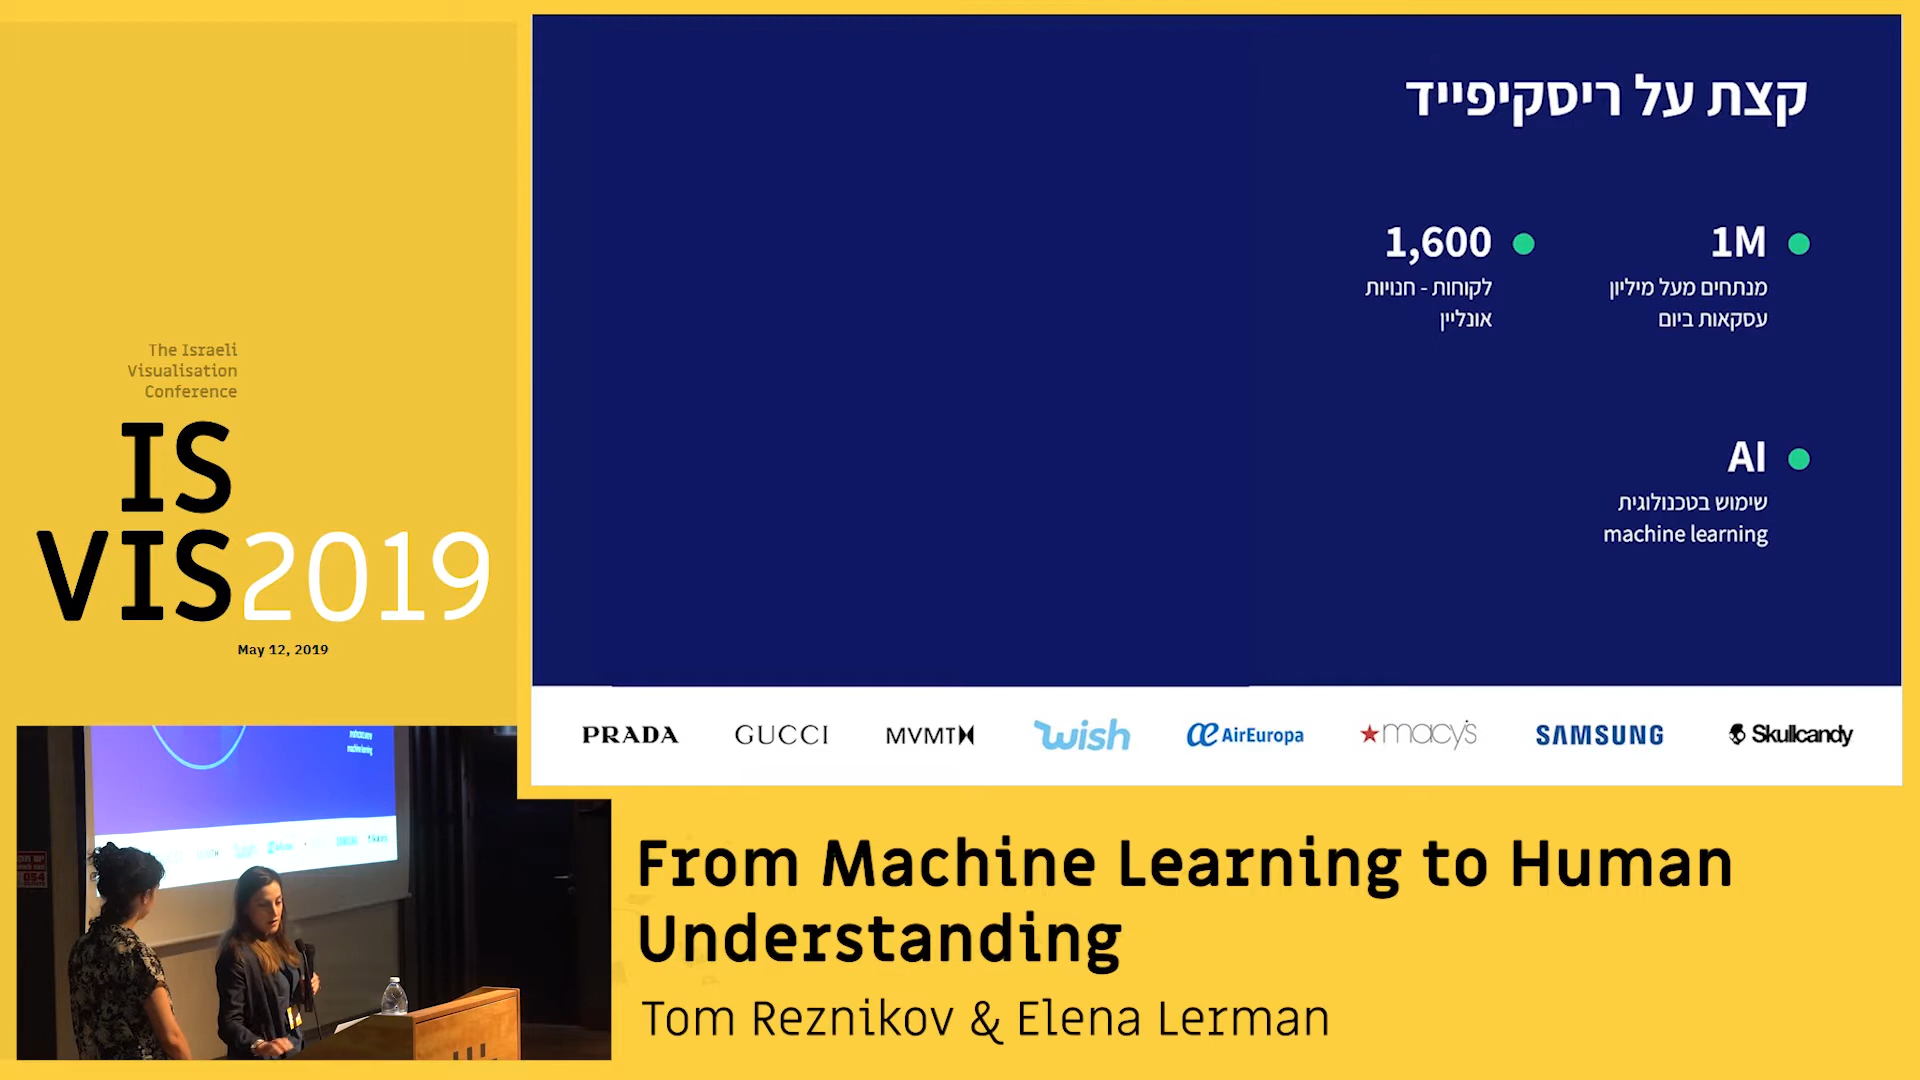 The Israeli
Visualisation
Conference
IS
VIS2019
May 12, 2019
קצת על ריסקיפייד
1M
מנתחים מעל מיליון
עסקאות ביום
1,600
לקוחות - חנויות
אונליין
AI
שימוש בטכנולוגית
machine learning
PRADA GUCCI MVMT wish AirEuropa macy's SAMSUNG Skullcandy
054
From Machine Learning to Human
Understanding
Tom Reznikov & Elena Lerman